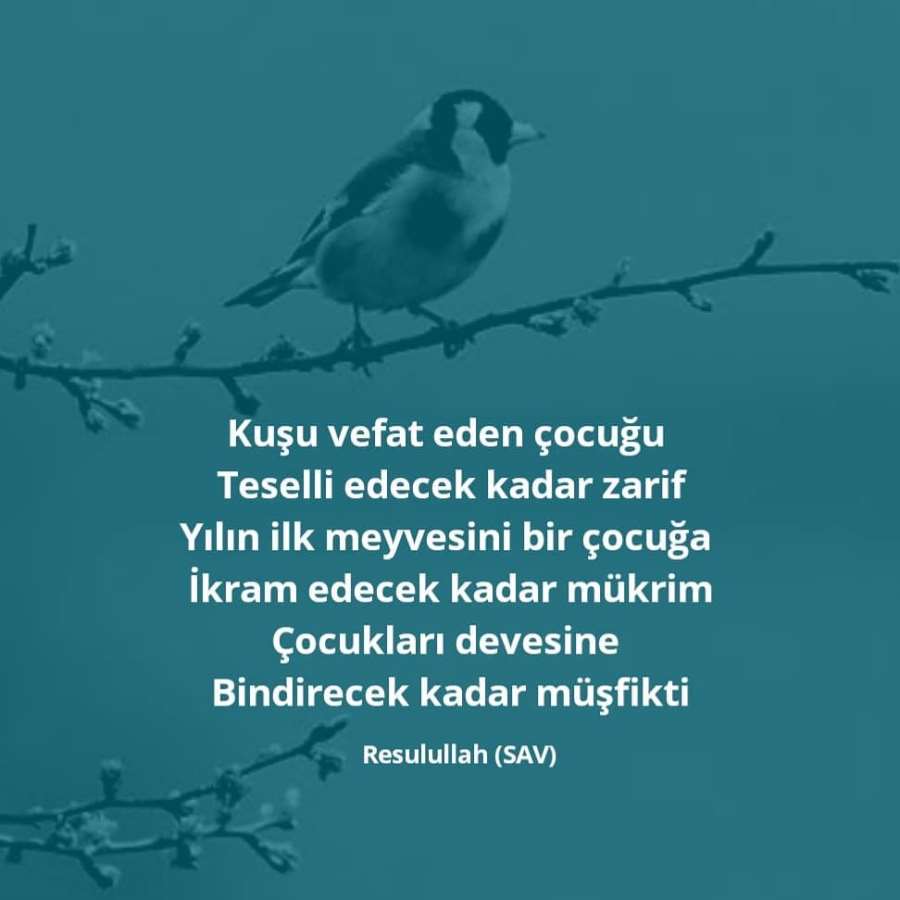 Kuşu vefat eden çocuğu
Teselli edecek kadar zarif
Yılın ilk meyvesini bir çocuğa
İkram edecek kadar mükrim
Çocukları devesine
Bindirecek kadar müşfikti
Resulullah (SAV)